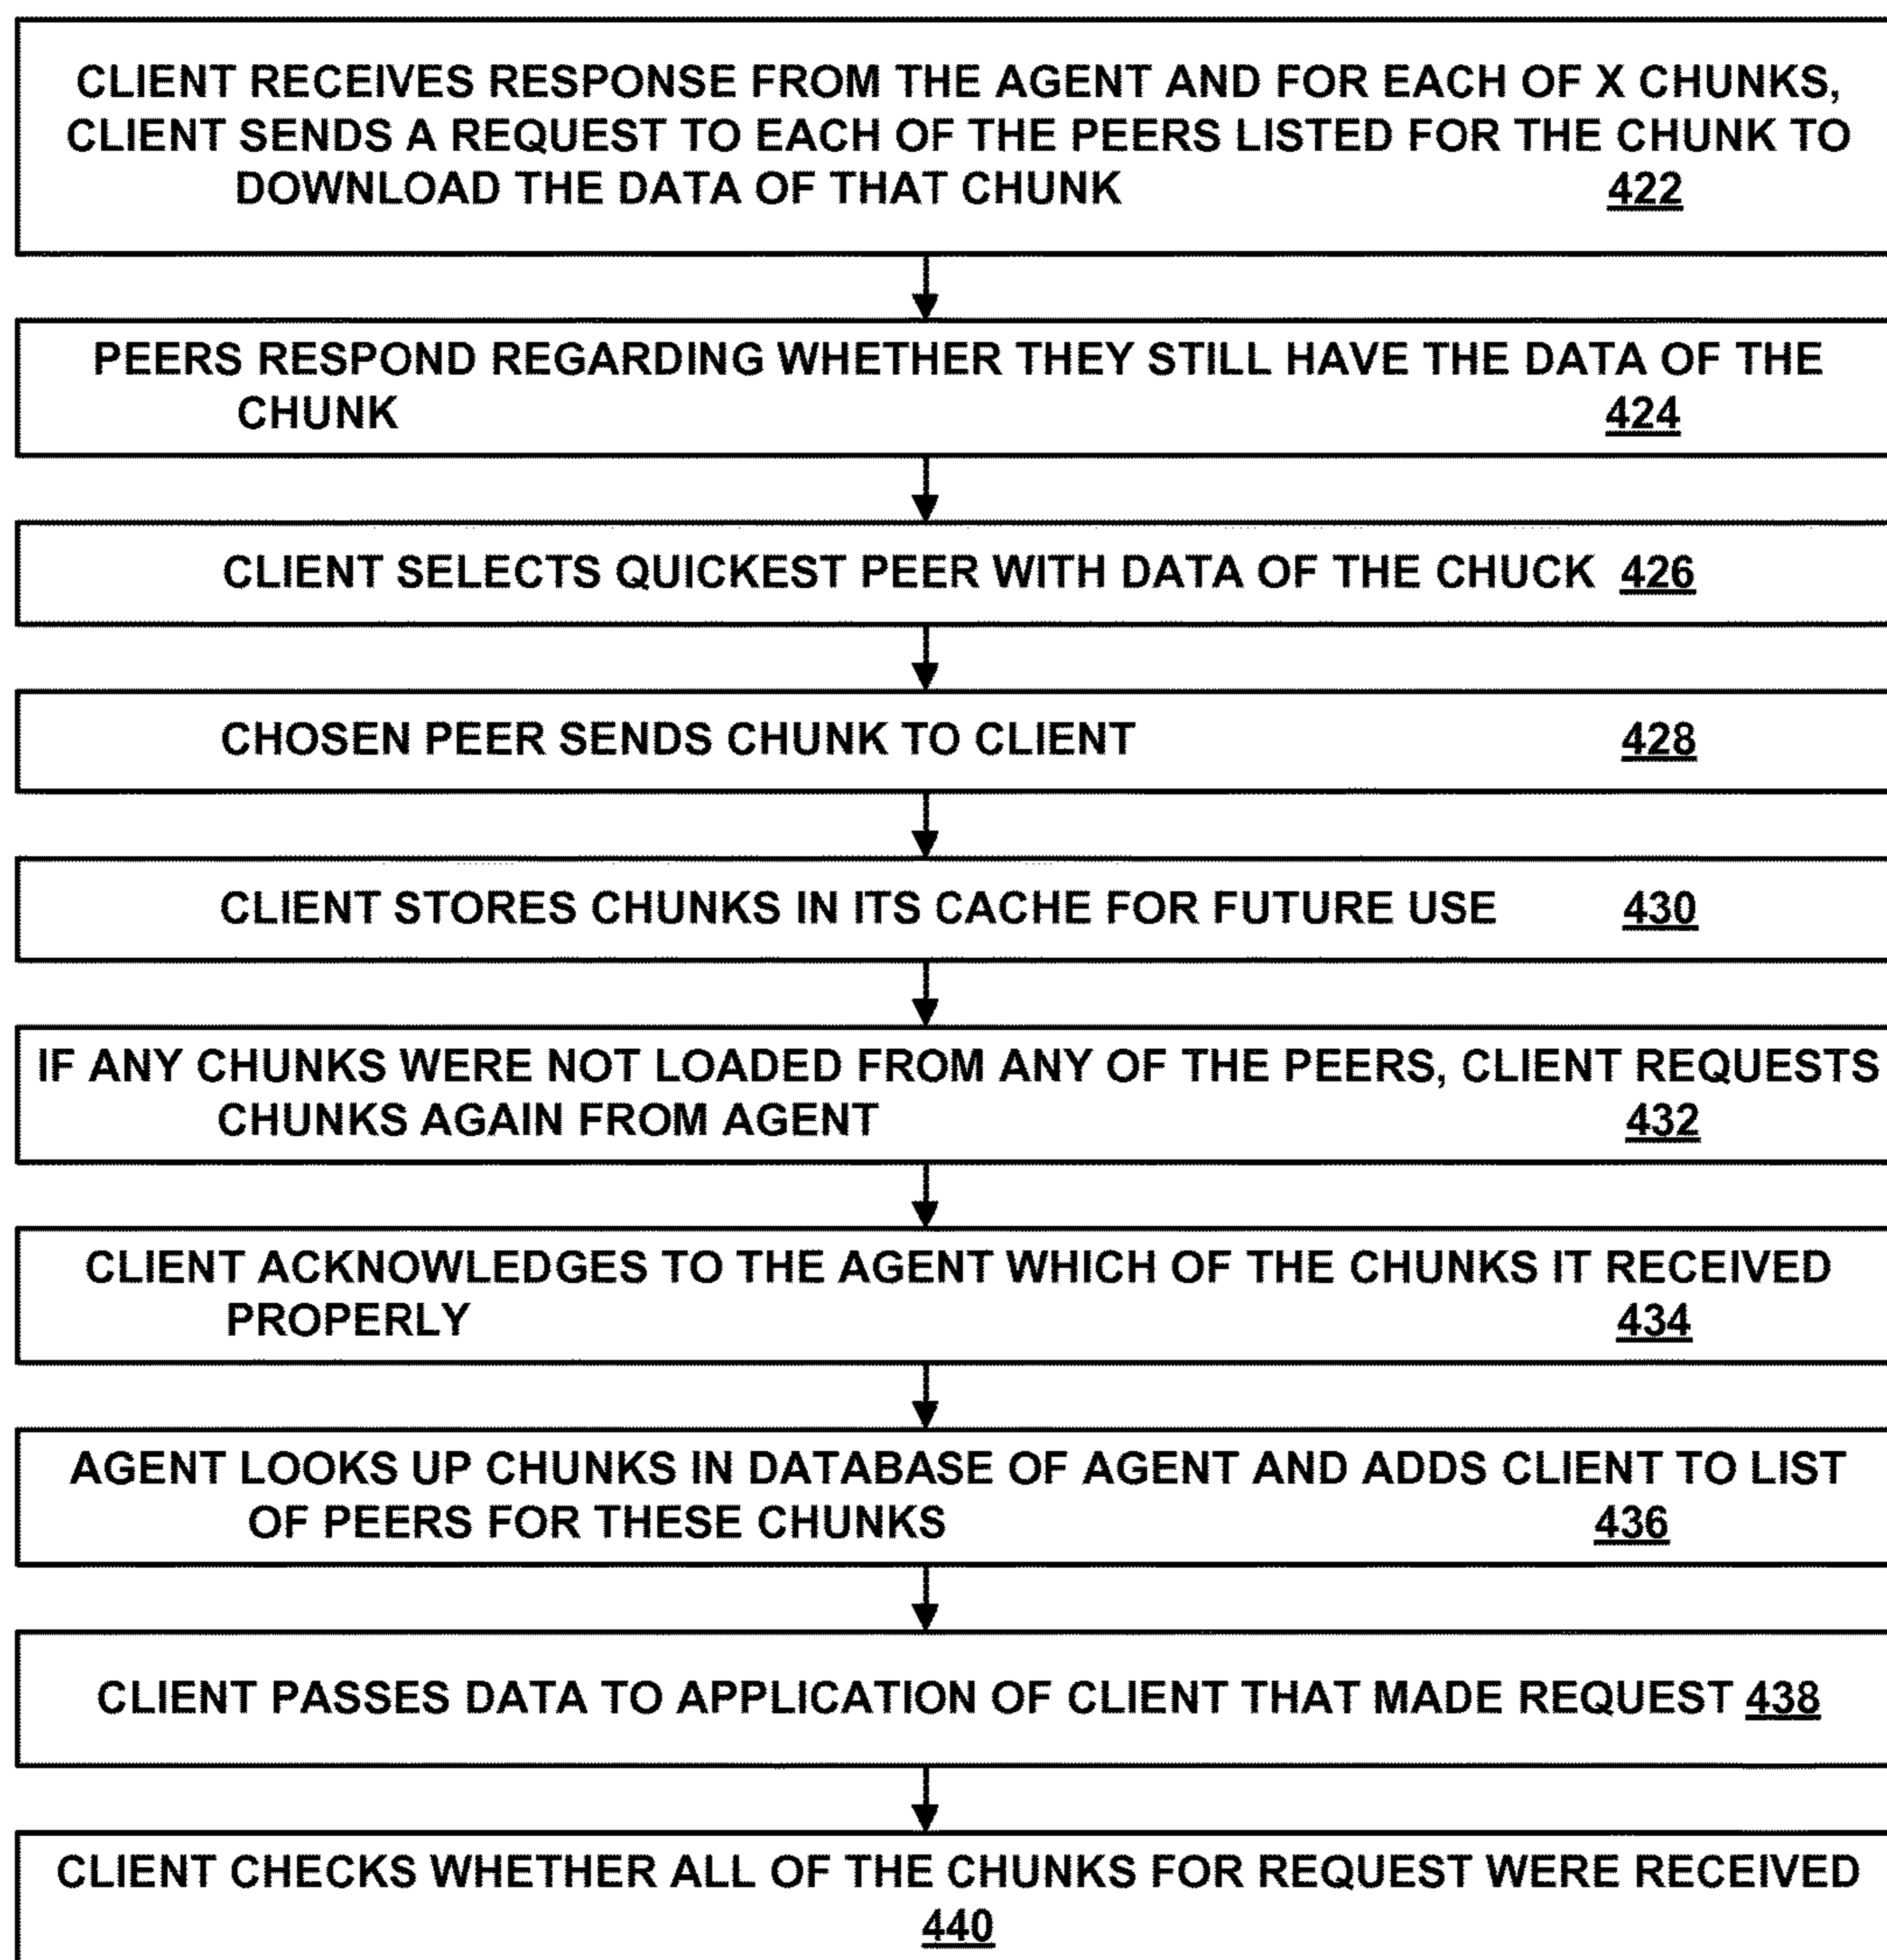 CLIENT RECEIVES RESPONSE FROM THE AGENT AND FOR EACH OF X CHUNKS,
CLIENT SENDS A REQUEST TO EACH OF THE PEERS LISTED FOR THE CHUNK TO
DOWNLOAD THE DATA OF THAT CHUNK 422
PEERS RESPOND REGARDING WHETHER THEY STILL HAVE THE DATA OF THE
CHUNK 424
CLIENT SELECTS QUICKEST PEER WITH DATA OF THE CHUCK 426
CHOSEN PEER SENDS CHUNK TO CLIENT 428
CLIENT STORES CHUNKS IN ITS CACHE FOR FUTURE USE 430
IF ANY CHUNKS WERE NOT LOADED FROM ANY OF THE PEERS, CLIENT REQUESTS
CHUNKS AGAIN FROM AGENT 432
CLIENT ACKNOWLEDGES TO THE AGENT WHICH OF THE CHUNKS IT RECEIVED
PROPERLY 434
AGENT LOOKS UP CHUNKS IN DATABASE OF AGENT AND ADDS CLIENT TO LIST
OF PEERS FOR THESE CHUNKS 436
CLIENT PASSES DATA TO APPLICATION OF CLIENT THAT MADE REQUEST 438
CLIENT CHECKS WHETHER ALL OF THE CHUNKS FOR REQUEST WERE RECEIVED
440